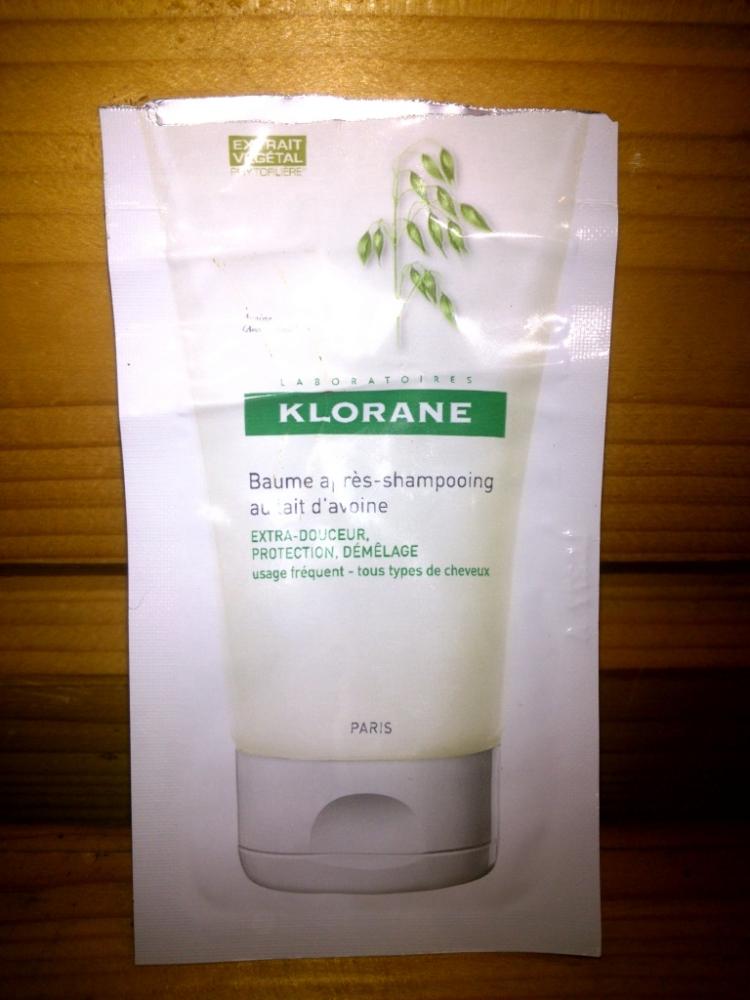 EXTRAIT
VÉGÉTAL
PHYTOFILIÈRE
LABORATOIRES
KLORANE
Baume après-shampooing
au lait d'avoine
EXTRA-DOUCEUR,
PROTECTION, DÉMÊLAGE
usage fréquent - tous types de cheveux
PARIS